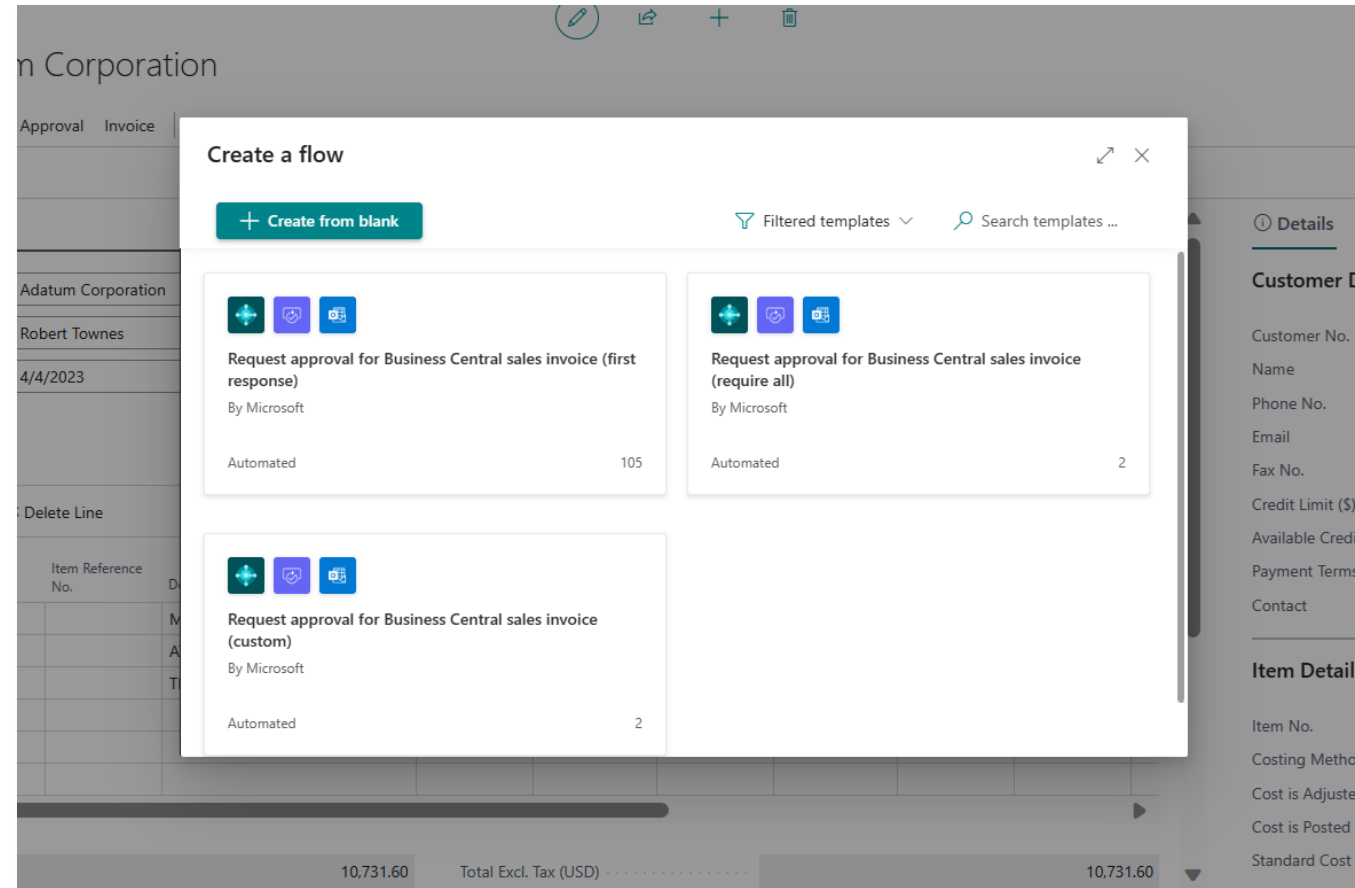 Corporation
Approval Invoice
Create a flow
Create from blank
Filtered templates
Search templates ...
Details
Customer
Adatum Corporation
Robert Townes
4/4/2023
Request approval for Business Central sales invoice (first
response)
By Microsoft
Automated 105
Request approval for Business Central sales invoice
(require all)
By Microsoft
Automated 2
Customer No.
Name
Phone No.
Email
Fax No.
Credit Limit ($)
Available
Payment Terms
Contact
Delete Line
Item Reference
No.
Request approval for Business Central sales invoice
(custom)
By Microsoft
Automated 2
Item
Item No.
Costing
Cost is
Cost is Posted
Standard Cost
10,731.60 Total Excl. Tax (USD) 10,731.60